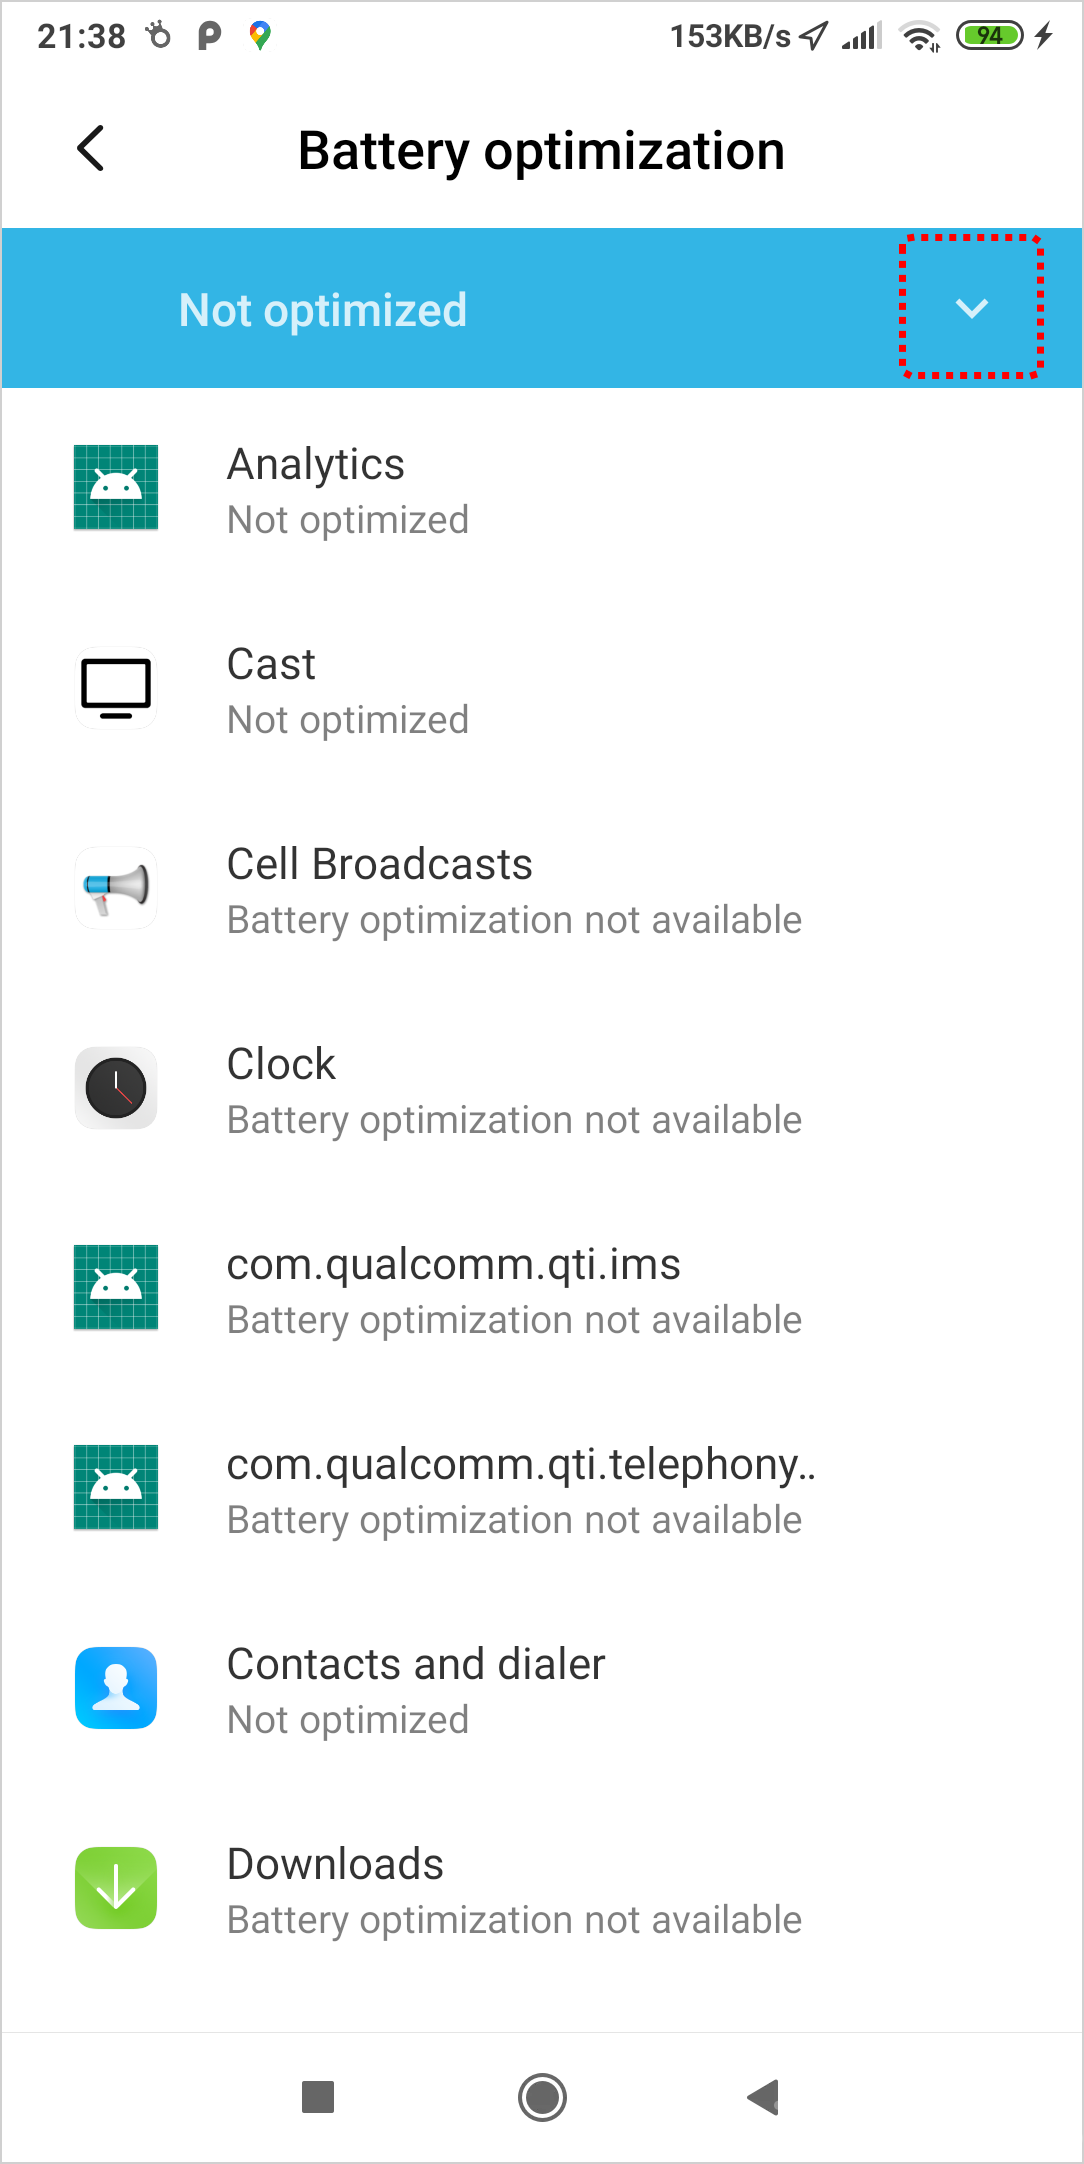 21:38 153KB/s 94
Battery optimization
Not optimized
Analytics
Not optimized
Cast
Not optimized
Cell Broadcasts
Battery optimization not available
Clock
Battery optimization not available
com.qualcomm.qti.ims
Battery optimization not available
com.qualcomm.qti.telephony..
Battery optimization not available
Contacts and dialer
Not optimized
Downloads
Battery optimization not available